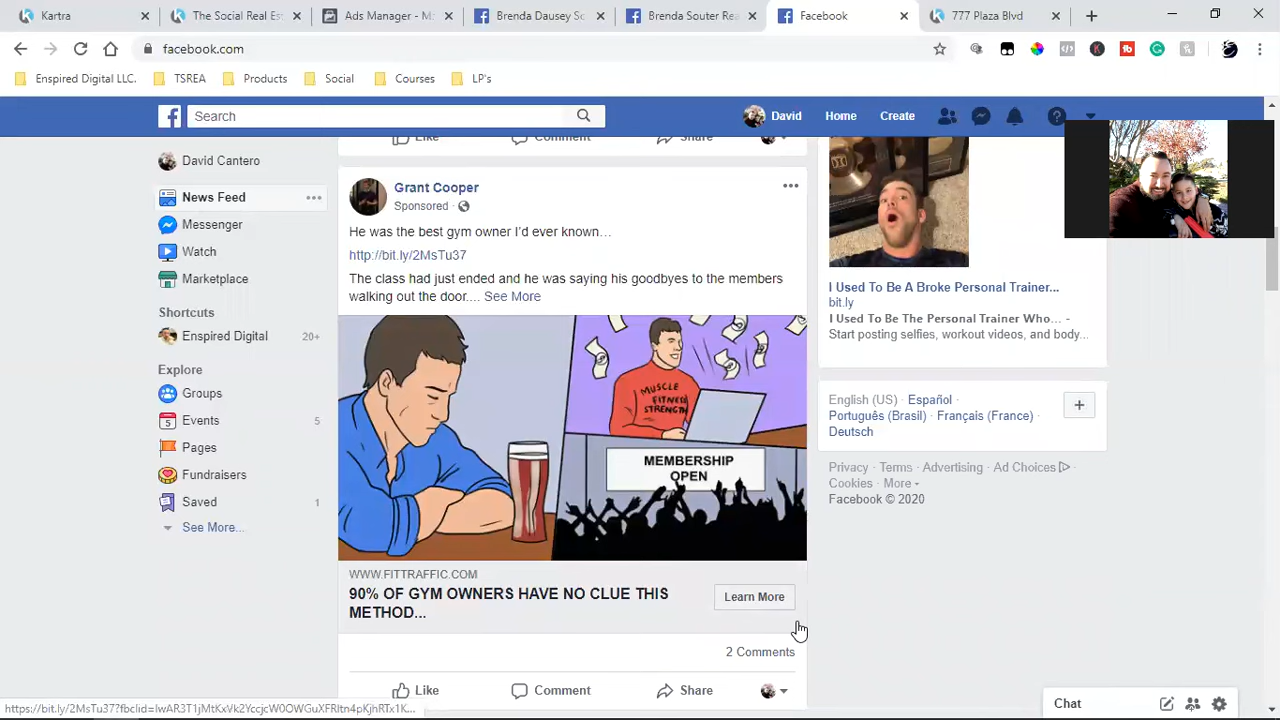 Kartra
The Social Real Es
Ads Manager - M
Brenda Dausey So
Brenda Souter Rea
Facebook
777 Plaza Blvd
facebook.com
Enspired Digital LLC.
TSREA
Products
Social
Courses
LP's
Search
David
Home
Create
Like
Comment
Share
David Cantero
News Feed
Messenger
Watch
Marketplace
Shortcuts
Enspired Digital 20+
Explore
Groups
Events 5
Pages
Fundraisers
Saved 1
See More...
Grant Cooper
Sponsored ·
He was the best gym owner I'd ever known…
http://bit.ly/2MsTu37
The class had just ended and he was saying his goodbyes to the members
walking out the door.... See More
MUSCLE
FITNESS
STRENGTH
MEMBERSHIP
OPEN
WWW.FITTRAFFIC.COM
90% OF GYM OWNERS HAVE NO CLUE THIS
METHOD...
Learn More
2 Comments
Like
Comment
Share
I Used To Be A Broke Personal Trainer...
bit.ly
I Used To Be The Personal Trainer Who… -
Start posting selfies, workout videos, and body...
English (US) · Español ·
Português (Brasil) · Français (France) ·
Deutsch
Privacy · Terms · Advertising · Ad Choices ·
Cookies · More
Facebook © 2020
Chat